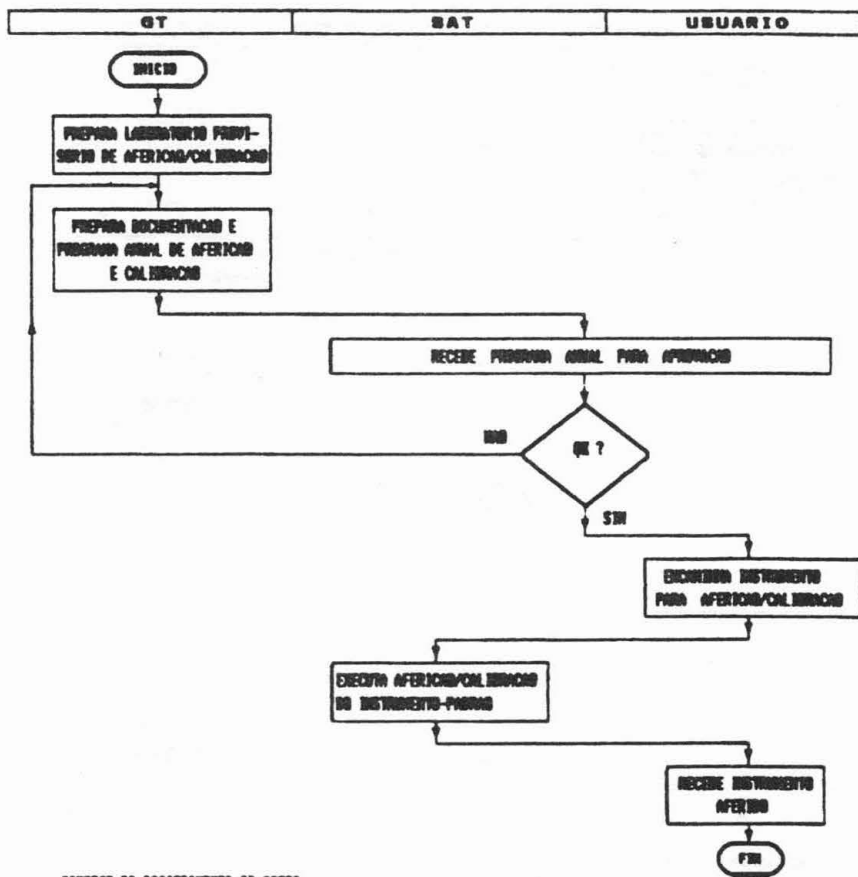 GT SAT USUARIO
INICIO
PREPARA LABORATORIO PROVI-
SORIO DE AFERICAO/CALIBRACAO
PREPARA DOCUMENTACAO E
PROGRAMA ANUAL DE AFERICAO
E CALIBRACAO
RECEBE PROGRAMA ANUAL PARA APROVACAO
NAO
OK ?
SIM
ENCAMINHA INSTRUMENTO
PARA AFERICAO/CALIBRACAO
EXECUTA AFERICAO/CALIBRACAO
DO INSTRUMENTO-PADRAO
RECEBE INSTRUMENTO
AFERIDO
FIM